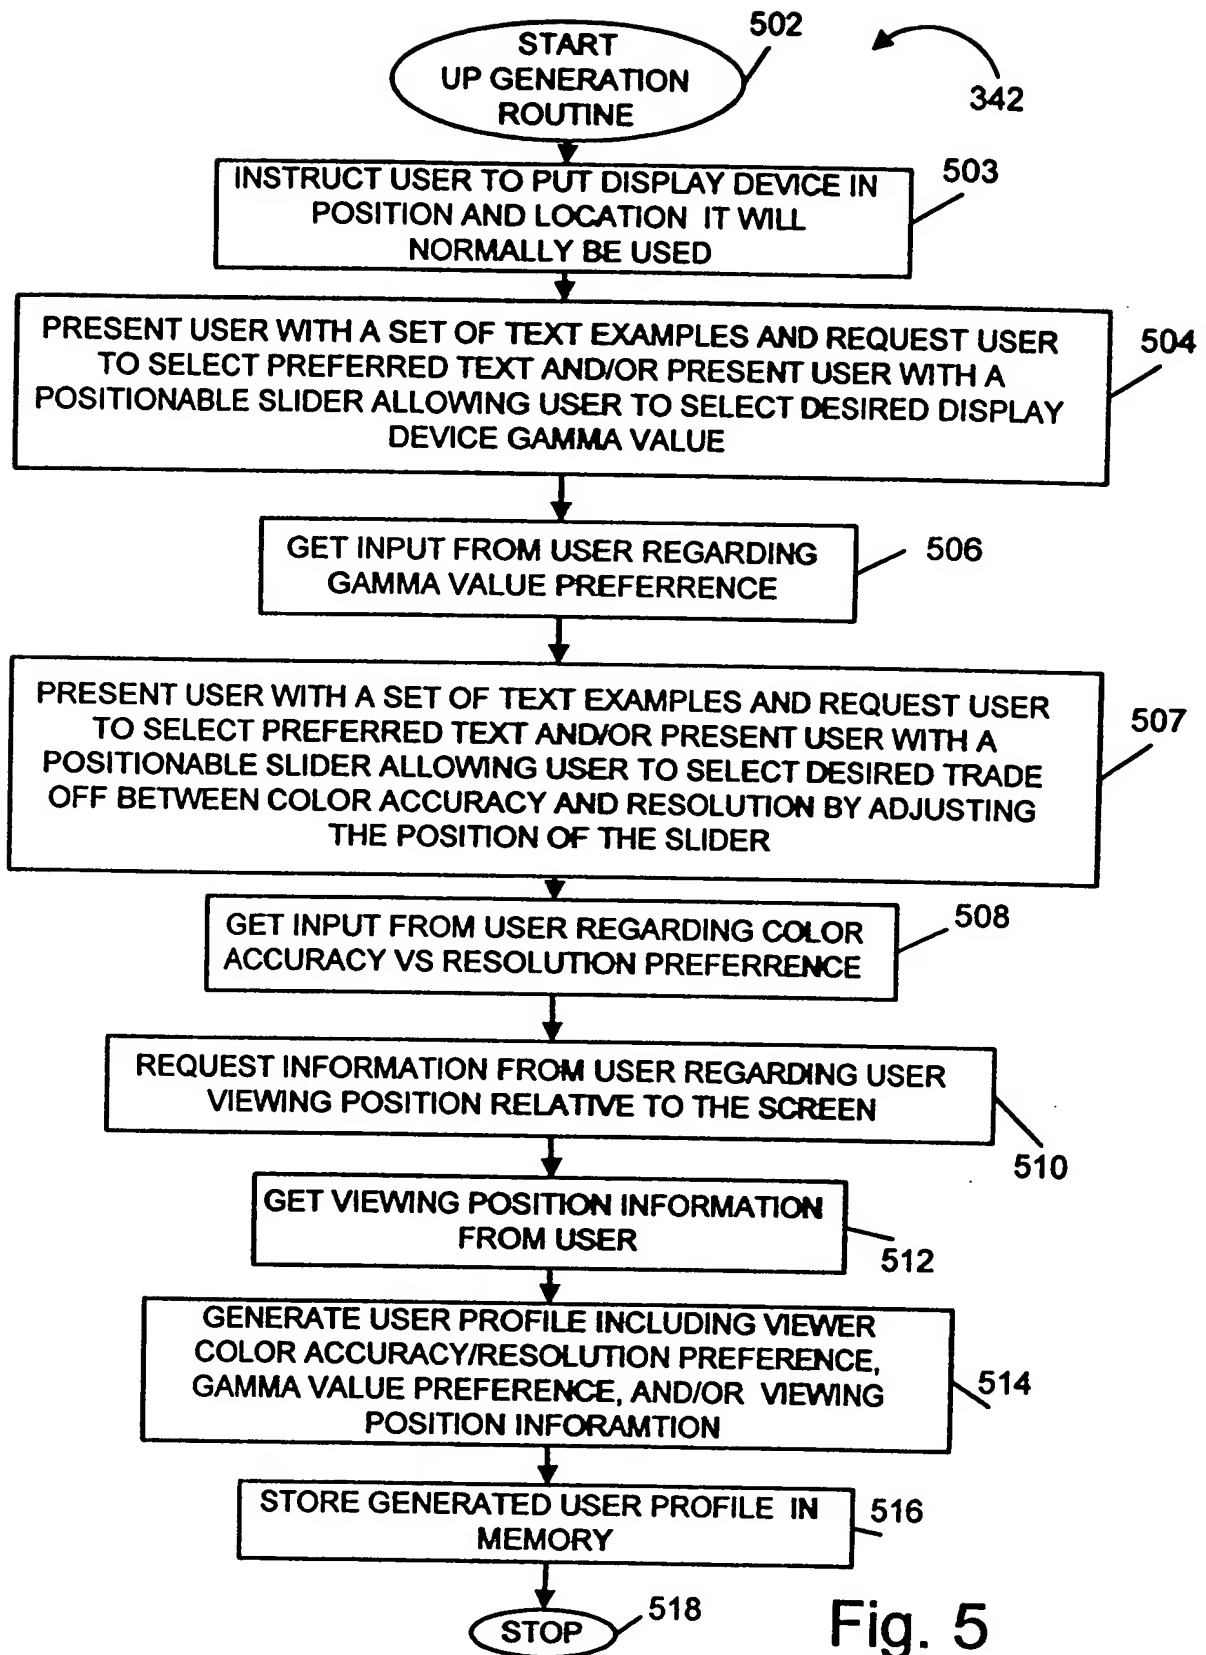 START
UP GENERATION
ROUTINE
502
342
INSTRUCT USER TO PUT DISPLAY DEVICE IN
POSITION AND LOCATION IT WILL
NORMALLY BE USED
503
PRESENT USER WITH A SET OF TEXT EXAMPLES AND REQUEST USER
TO SELECT PREFERRED TEXT AND/OR PRESENT USER WITH A
POSITIONABLE SLIDER ALLOWING USER TO SELECT DESIRED DISPLAY
DEVICE GAMMA VALUE
504
GET INPUT FROM USER REGARDING
GAMMA VALUE PREFERRENCE
506
PRESENT USER WITH A SET OF TEXT EXAMPLES AND REQUEST USER
TO SELECT PREFERRED TEXT AND/OR PRESENT USER WITH A
POSITIONABLE SLIDER ALLOWING USER TO SELECT DESIRED TRADE
OFF BETWEEN COLOR ACCURACY AND RESOLUTION BY ADJUSTING
THE POSITION OF THE SLIDER
507
GET INPUT FROM USER REGARDING COLOR
ACCURACY VS RESOLUTION PREFERRENCE
508
REQUEST INFORMATION FROM USER REGARDING USER
VIEWING POSITION RELATIVE TO THE SCREEN
510
GET VIEWING POSITION INFORMATION
FROM USER
512
GENERATE USER PROFILE INCLUDING VIEWER
COLOR ACCURACY/RESOLUTION PREFERENCE,
GAMMA VALUE PREFERENCE, AND/OR VIEWING
POSITION INFORAMTION
514
STORE GENERATED USER PROFILE IN
MEMORY
516
STOP
518
Fig. 5